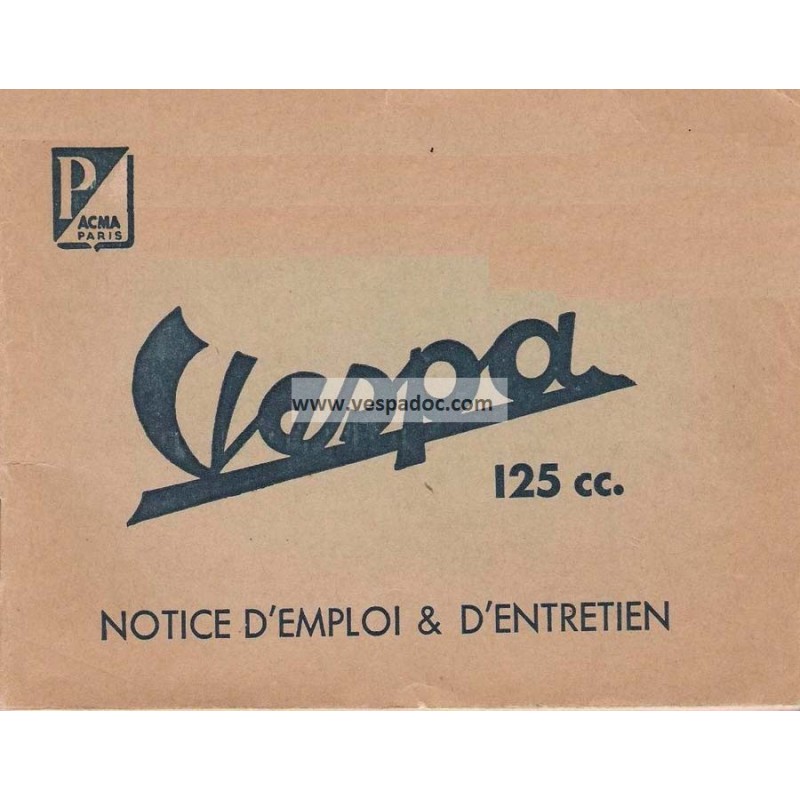 P
ACMA
PARIS
Vespa
www.vespadoc.com
125 cc.
NOTICE D'EMPLOI & D'ENTRETIEN